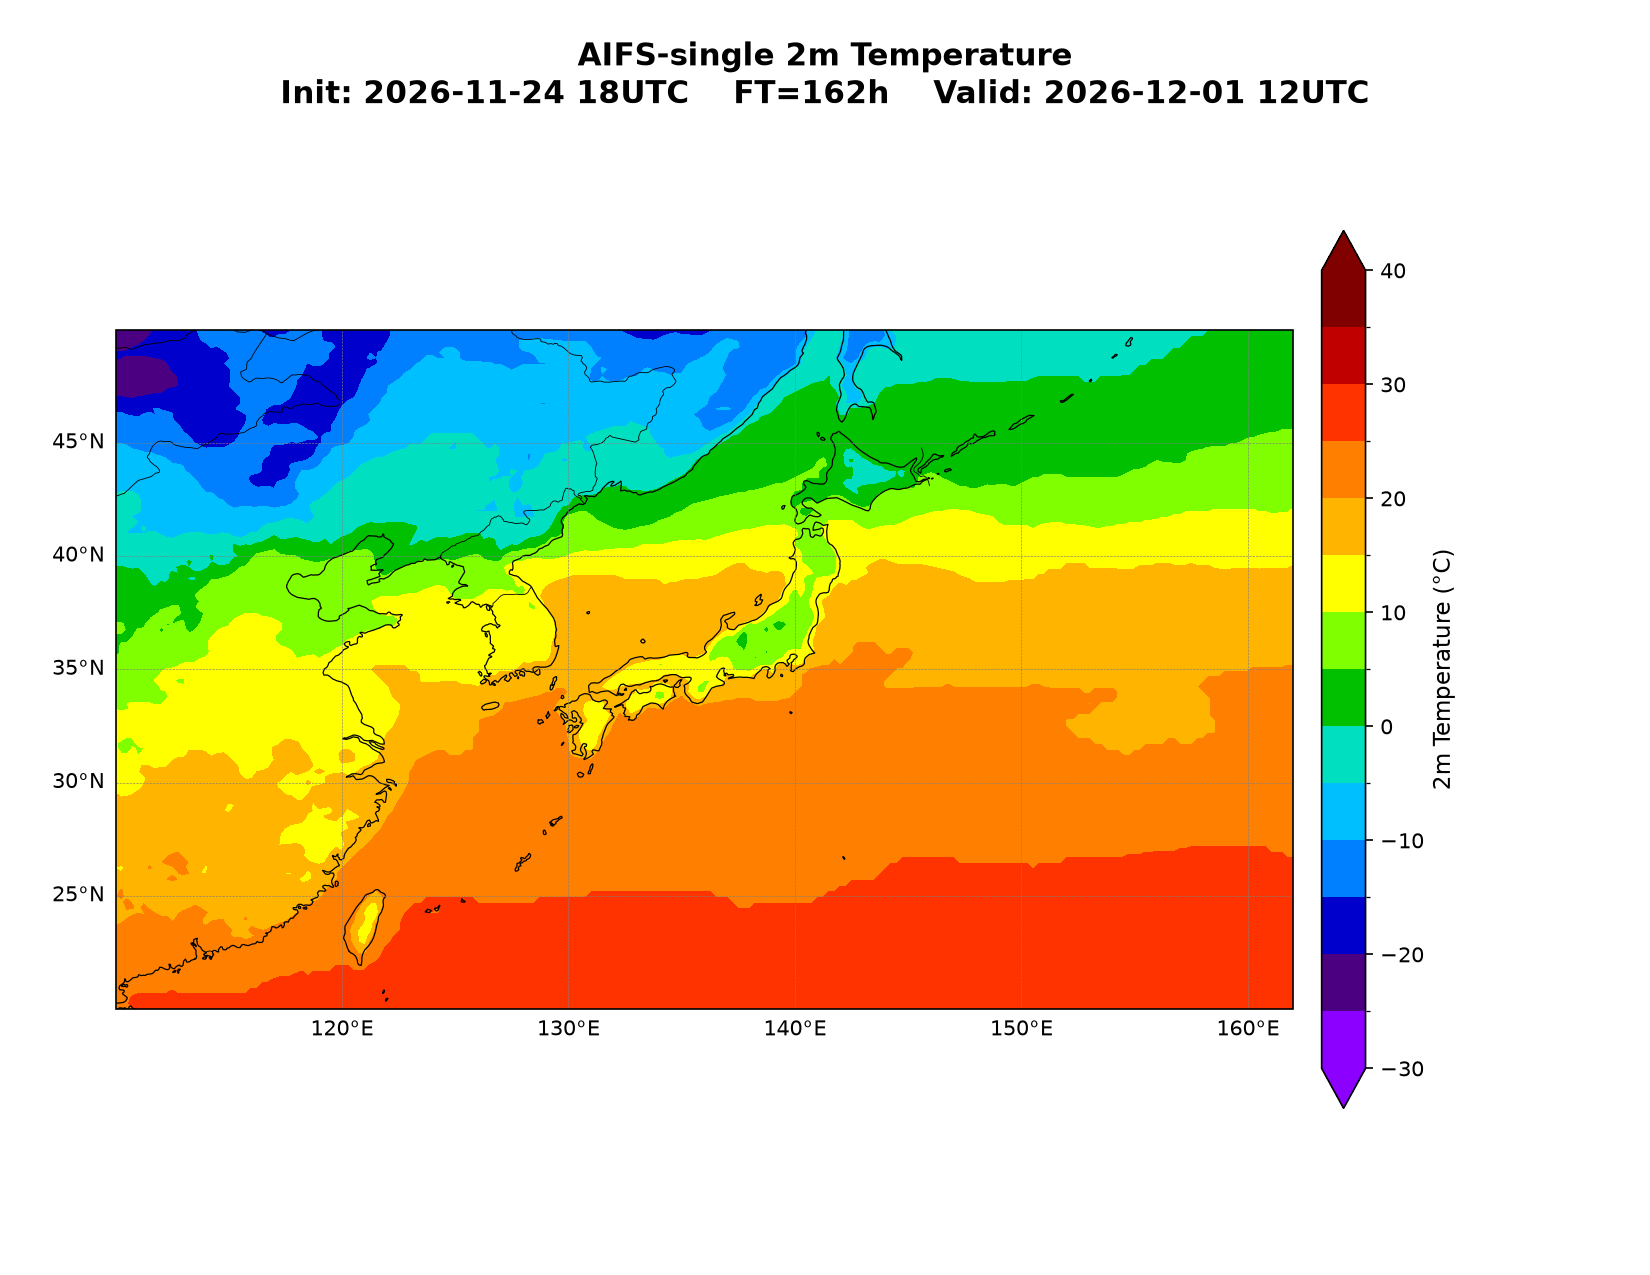 AIFS-single 2m Temperature
Init: 2026-11-24 18UTC    FT=162h    Valid: 2026-12-01 12UTC
45°N
40°N
35°N
30°N
25°N
120°E
130°E
140°E
150°E
160°E
40
30
20
10
0
−10
−20
−30
2m Temperature (°C)